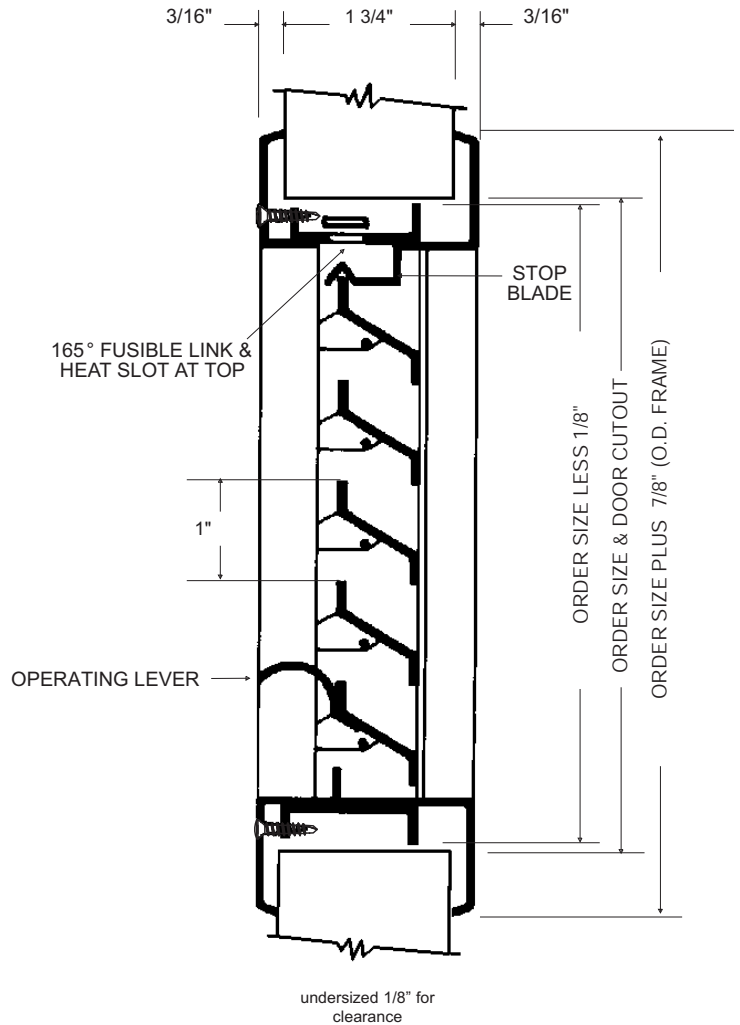 3/16"
1 3/4"
3/16"
STOP
BLADE
165° FUSIBLE LINK &
HEAT SLOT AT TOP
1"
OPERATING LEVER
ORDER SIZE LESS 1/8"
ORDER SIZE & DOOR CUTOUT
ORDER SIZE PLUS 7/8" (O.D. FRAME)
undersized 1/8” for
clearance